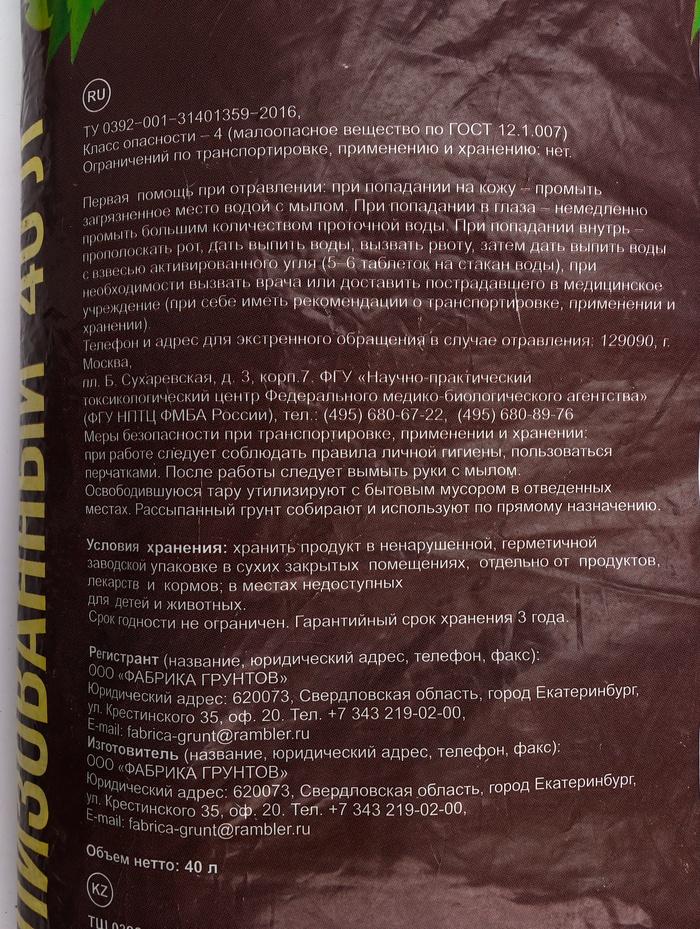 RU
ТУ 0392-001-31401359-2016,
Класс опасности – 4 (малоопасное вещество по ГОСТ 12.1.007)
Ограничений по транспортировке, применению и хранению: нет.
Первая помощь при отравлении: при попадании на кожу – промыть
загрязненное место водой с мылом. При попадании в глаза – немедленно
промыть большим количеством проточной воды. При попадании внутрь –
прополоскать рот, дать выпить воды, вызвать рвоту, затем дать выпить воды
с взвесью активированного угля (5–6 таблеток на стакан воды), при
необходимости вызвать врача или доставить пострадавшего в медицинское
учреждение (при себе иметь рекомендации о транспортировке, применении и
хранении).
Телефон и адрес для экстренного обращения в случае отравления: 129090, г.
Москва,
пл. Б. Сухаревская, д. 3, корп.7. ФГУ «Научно-практический
токсикологический центр Федерального медико-биологического агентства»
(ФГУ НПТЦ ФМБА России), тел.: (495) 680-67-22, (495) 680-89-76
Меры безопасности при транспортировке, применении и хранении:
при работе следует соблюдать правила личной гигиены, пользоваться
перчатками. После работы следует вымыть руки с мылом.
Освободившуюся тару утилизируют с бытовым мусором в отведенных
местах. Рассыпанный грунт собирают и используют по прямому назначению.
Условия хранения: хранить продукт в ненарушенной, герметичной
заводской упаковке в сухих закрытых помещениях, отдельно от продуктов,
лекарств и кормов; в местах недоступных
для детей и животных.
Срок годности не ограничен. Гарантийный срок хранения 3 года.
Регистрант (название, юридический адрес, телефон, факс):
ООО «ФАБРИКА ГРУНТОВ»
Юридический адрес: 620073, Свердловская область, город Екатеринбург,
ул. Крестинского 35, оф. 20. Тел. +7 343 219-02-00,
E-mail: fabrica-grunt@rambler.ru
Изготовитель (название, юридический адрес, телефон, факс):
ООО «ФАБРИКА ГРУНТОВ»
Юридический адрес: 620073, Свердловская область, город Екатеринбург,
ул. Крестинского 35, оф. 20. Тел. +7 343 219-02-00,
E-mail: fabrica-grunt@rambler.ru
Объем нетто: 40 л
KZ